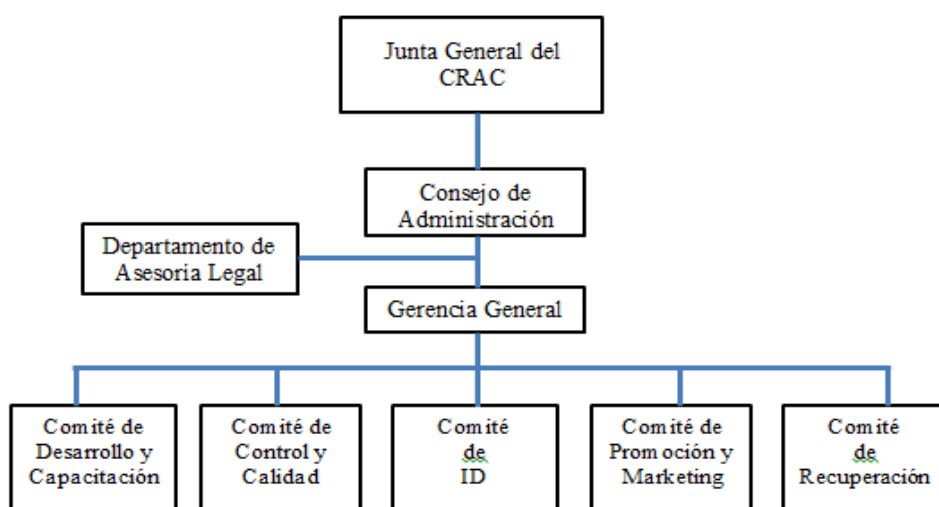 Junta General del
CRAC
Consejo de
Administración
Departamento de
Asesoria Legal
Gerencia General
Comité de
Desarrollo y
Capacitación
Comité de
Control y
Calidad
Comité
de
ID
Comité de
Promoción y
Marketing
Comité
de
Recuperación